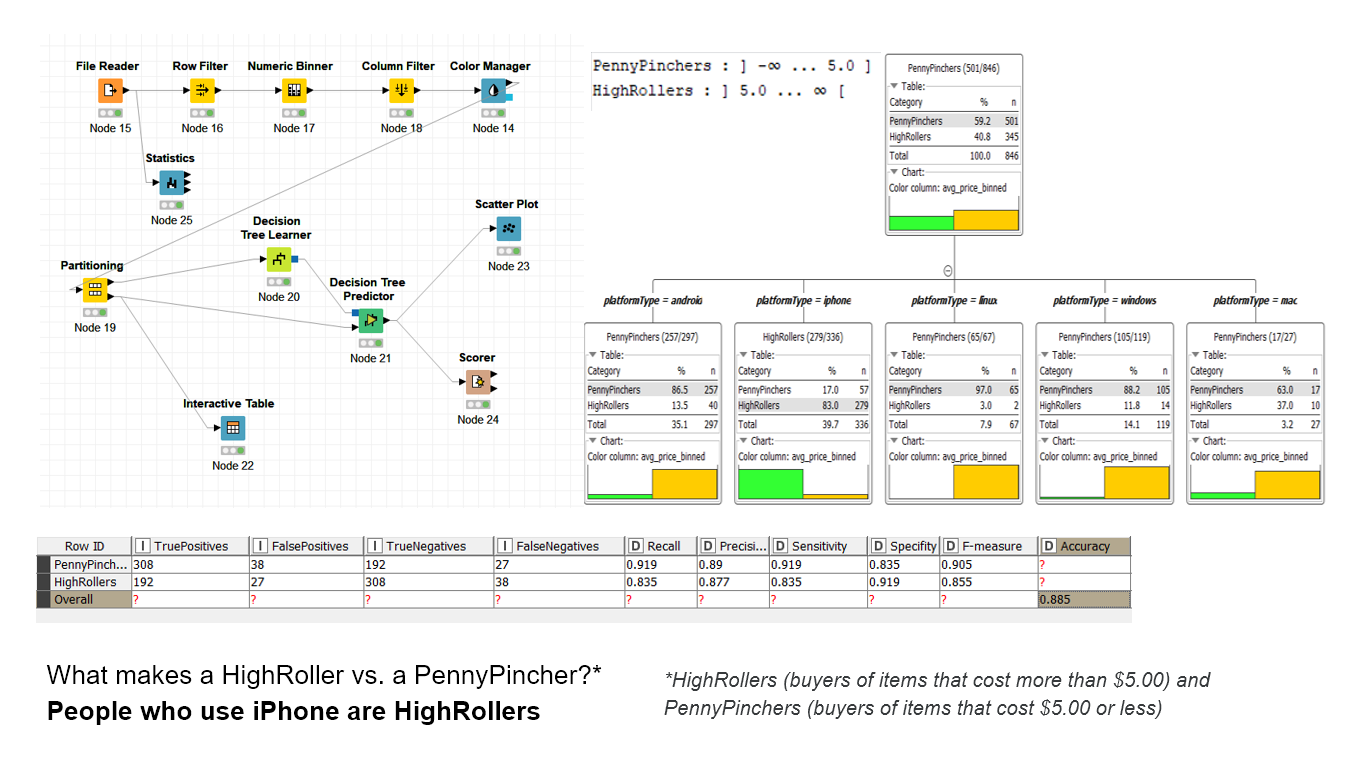 File Reader
Row Filter
Numeric Binner
Column Filter
Color Manager
Node 15
Node 16
Node 17
Node 18
Node 14
Statistics
Node 25
Decision
Tree Learner
Node 20
Scatter Plot
Node 23
Partitioning
Node 19
Decision Tree
Predictor
Node 21
Scorer
Node 24
Interactive Table
Node 22
PennyPinchers : ] -∞ ... 5.0 ]
HighRollers : ] 5.0 ... ∞ [
PennyPinchers (501/846)
Table:
Category % n
PennyPinchers 59.2 501
HighRollers 40.8 345
Total 100.0 846
Chart:
Color column: avg_price_binned
platformType = android
PennyPinchers (257/297)
Table:
Category % n
PennyPinchers 86.5 257
HighRollers 13.5 40
Total 35.1 297
Chart:
Color column: avg_price_binned
platformType = iphone
HighRollers (279/336)
Table:
Category % n
PennyPinchers 17.0 57
HighRollers 83.0 279
Total 39.7 336
Chart:
Color column: avg_price_binned
platformType = linux
PennyPinchers (65/67)
Table:
Category % n
PennyPinchers 97.0 65
HighRollers 3.0 2
Total 7.9 67
Chart:
Color column: avg_price_binned
platformType = windows
PennyPinchers (105/119)
Table:
Category % n
PennyPinchers 88.2 105
HighRollers 11.8 14
Total 14.1 119
Chart:
Color column: avg_price_binned
platformType = mac
PennyPinchers (17/27)
Table:
Category % n
PennyPinchers 63.0 17
HighRollers 37.0 10
Total 3.2 27
Chart:
Color column: avg_price_binned
Row ID I TruePositives I FalsePositives I TrueNegatives I FalseNegatives D Recall D Precisi... D Sensitivity D Specifity D F-measure D Accuracy
PennyPinch... 308 38 192 27 0.919 0.89 0.919 0.835 0.905 ?
HighRollers 192 27 308 38 0.835 0.877 0.835 0.919 0.855 ?
Overall ? ? ? ? ? ? ? ? ? 0.885
What makes a HighRoller vs. a PennyPincher?*
People who use iPhone are HighRollers
*HighRollers (buyers of items that cost more than $5.00) and
PennyPinchers (buyers of items that cost $5.00 or less)